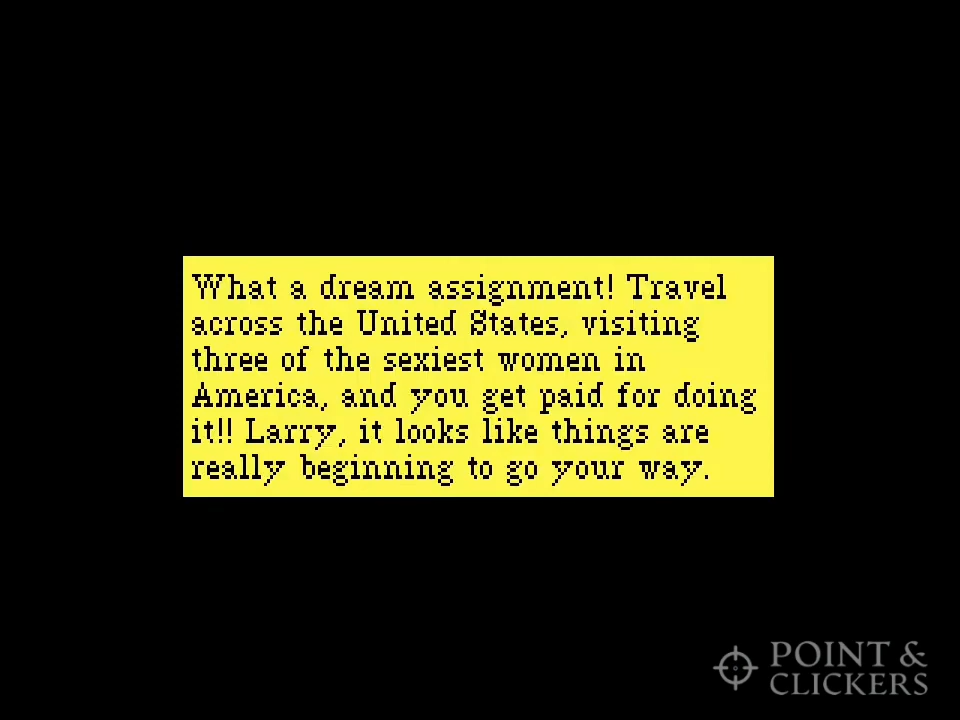 What a dream assignment! Travel
across the United States, visiting
three of the sexiest women in
America, and you get paid for doing
it!! Larry, it looks like things are
really beginning to go your way.
POINT &
CLICKERS